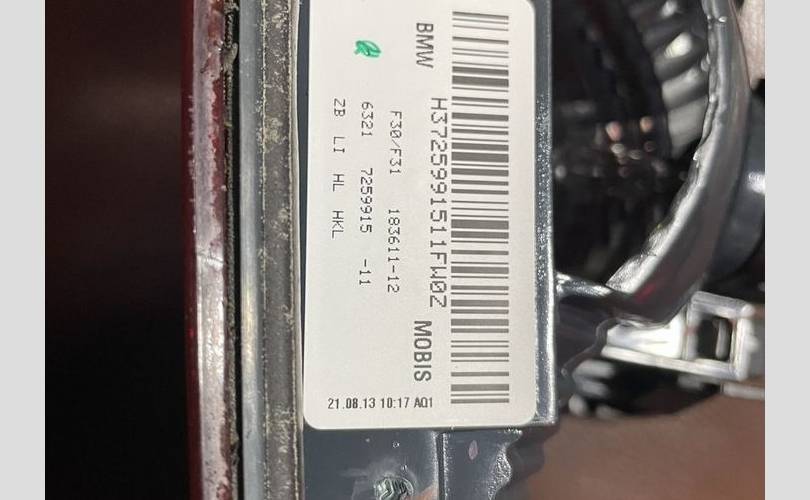 BMW
MOBIS
H3725991511FW0Z
F30/F31 183611-12
6321 7259915 -11
ZB LI HL HKL
21.08.13 10:17 AQ1